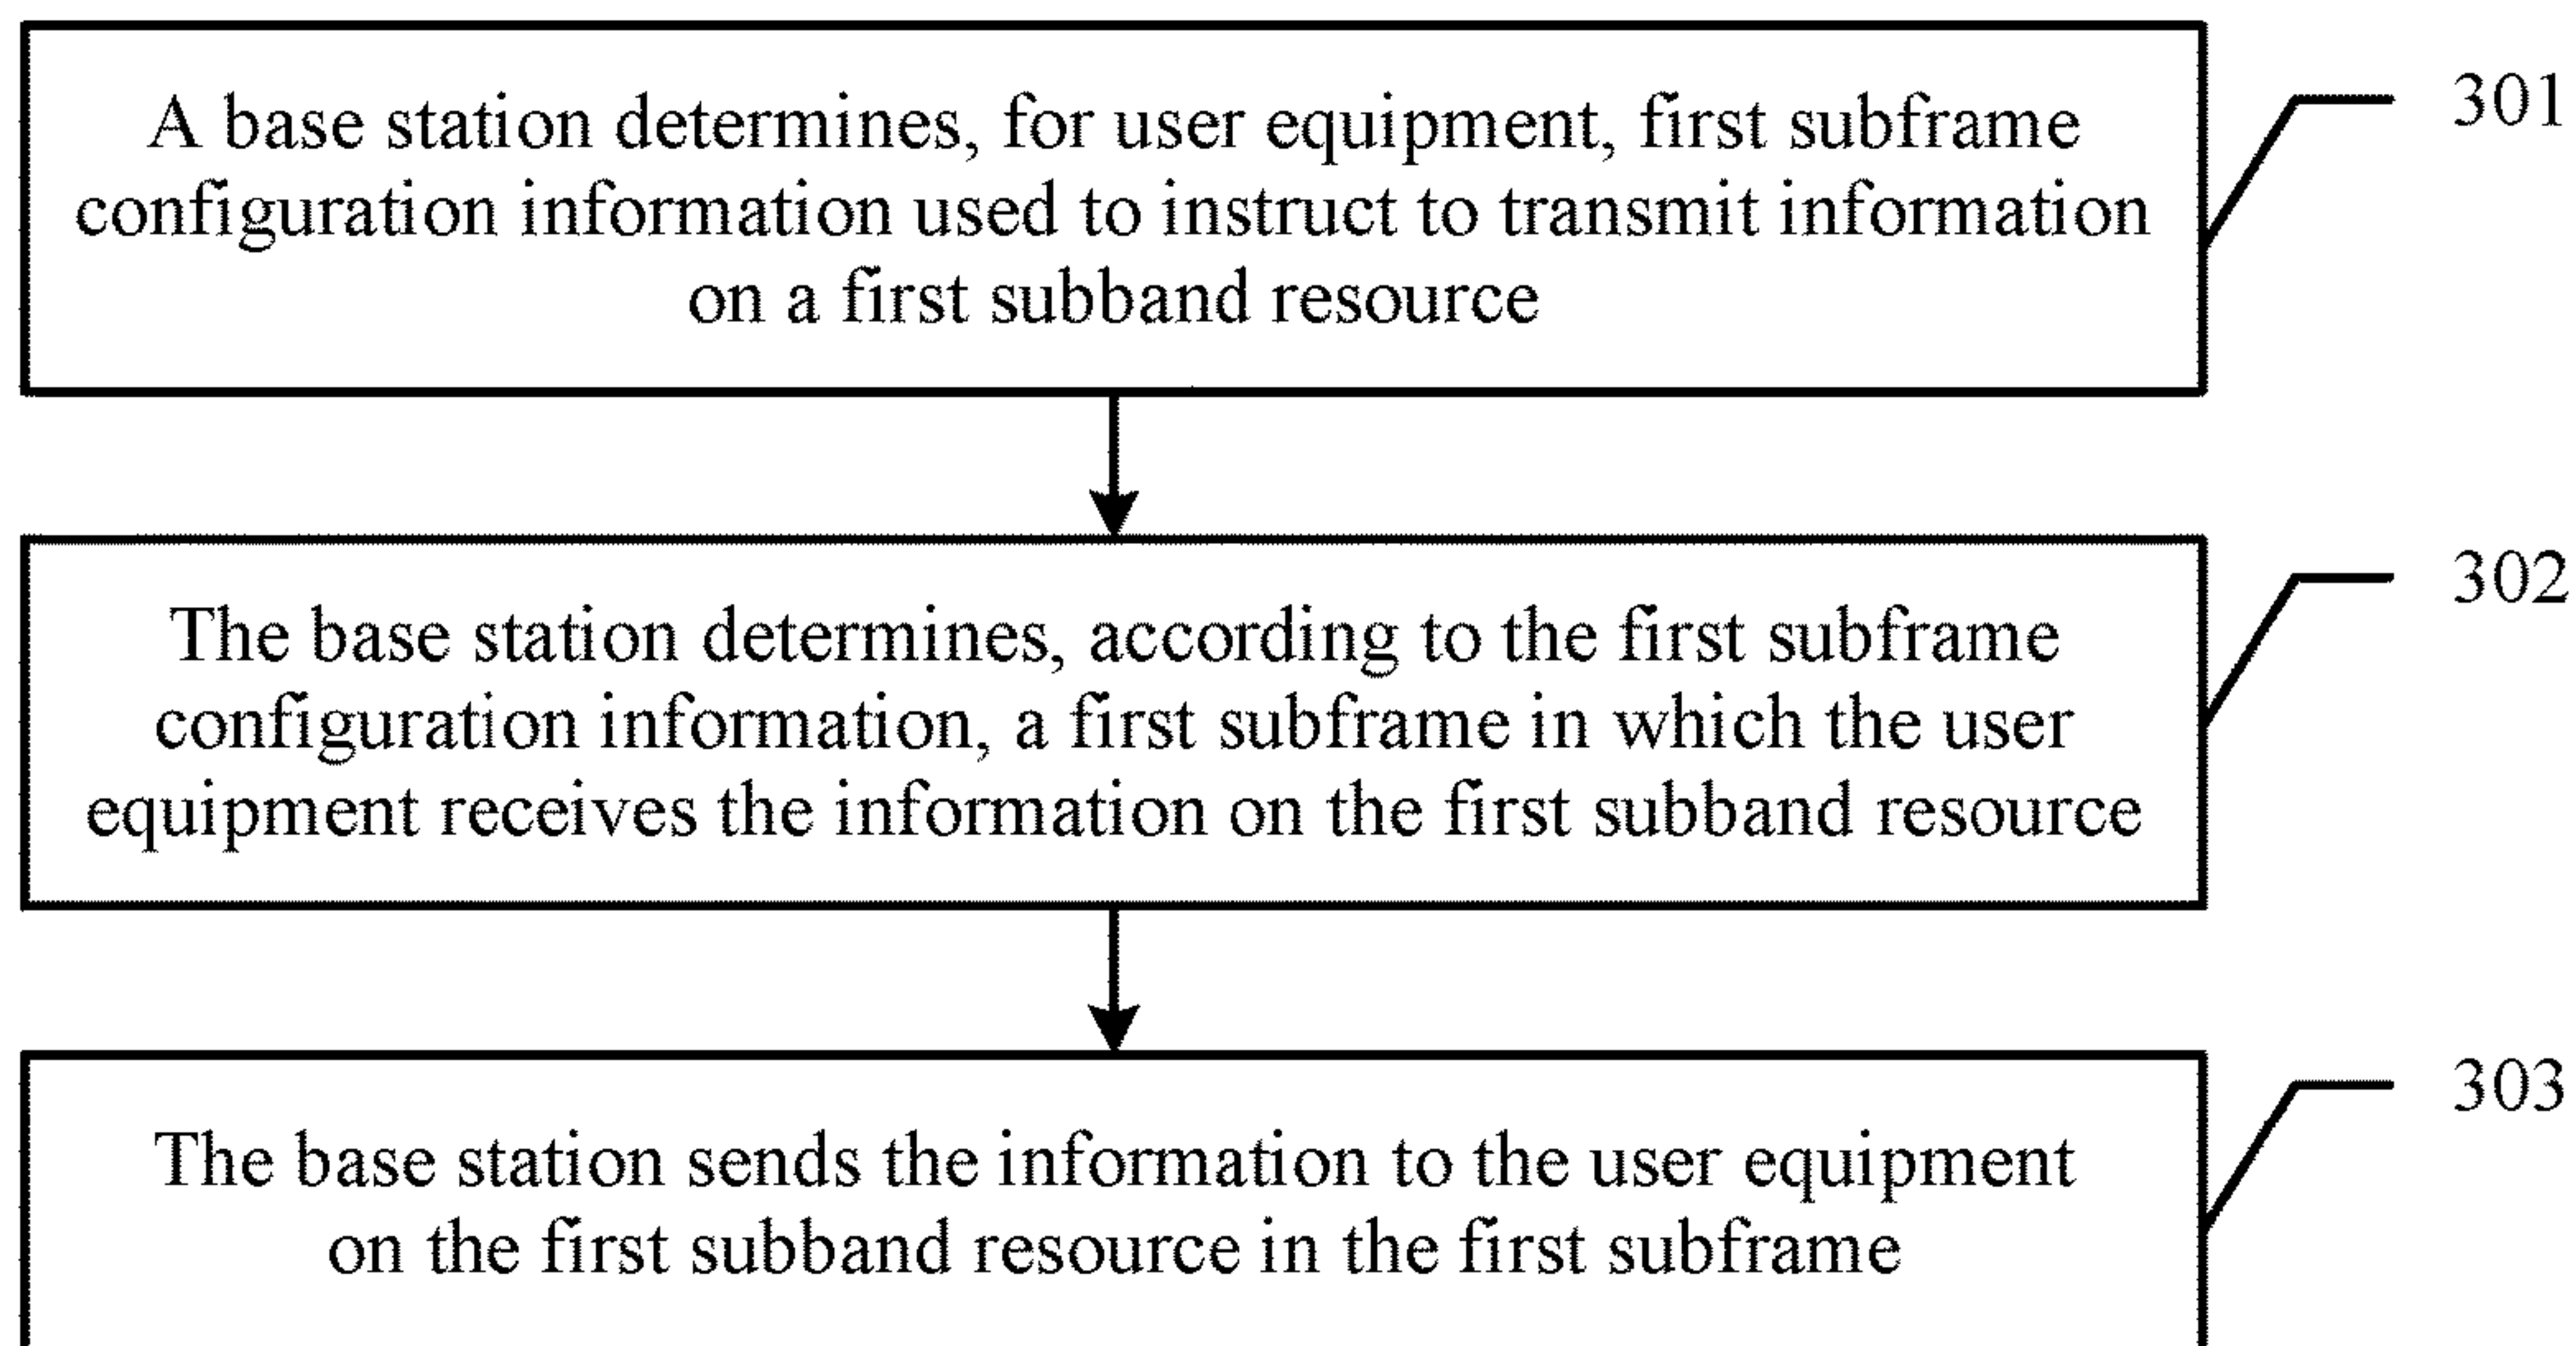 A base station determines, for user equipment, first subframe
configuration information used to instruct to transmit information
on a first subband resource
301
The base station determines, according to the first subframe
configuration information, a first subframe in which the user
equipment receives the information on the first subband resource
302
The base station sends the information to the user equipment
on the first subband resource in the first subframe
303